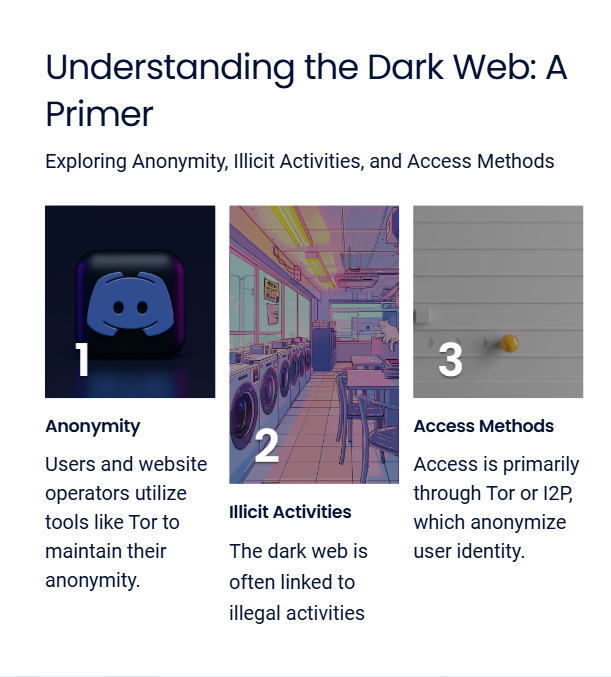 Understanding the Dark Web: A
Primer
Exploring Anonymity, Illicit Activities, and Access Methods
1
Anonymity
Users and website
operators utilize
tools like Tor to
maintain their
anonymity.
2
Illicit Activities
The dark web is
often linked to
illegal activities
3
Access Methods
Access is primarily
through Tor or I2P,
which anonymize
user identity.